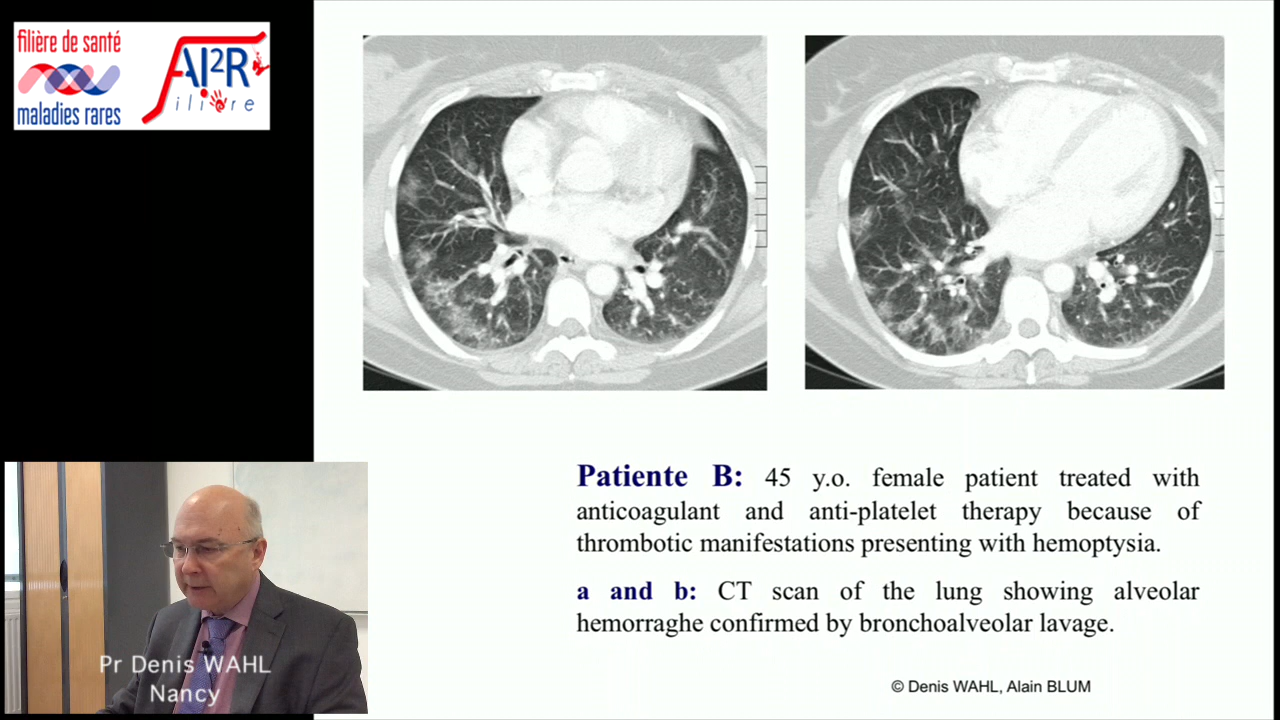 filière de santé
maladies rares
FAI²R
filière
Patiente B: 45 y.o. female patient treated with
anticoagulant and anti-platelet therapy because of
thrombotic manifestations presenting with hemoptysia.
a and b: CT scan of the lung showing alveolar
hemorraghe confirmed by bronchoalveolar lavage.
© Denis WAHL, Alain BLUM
Pr Denis WAHL
Nancy